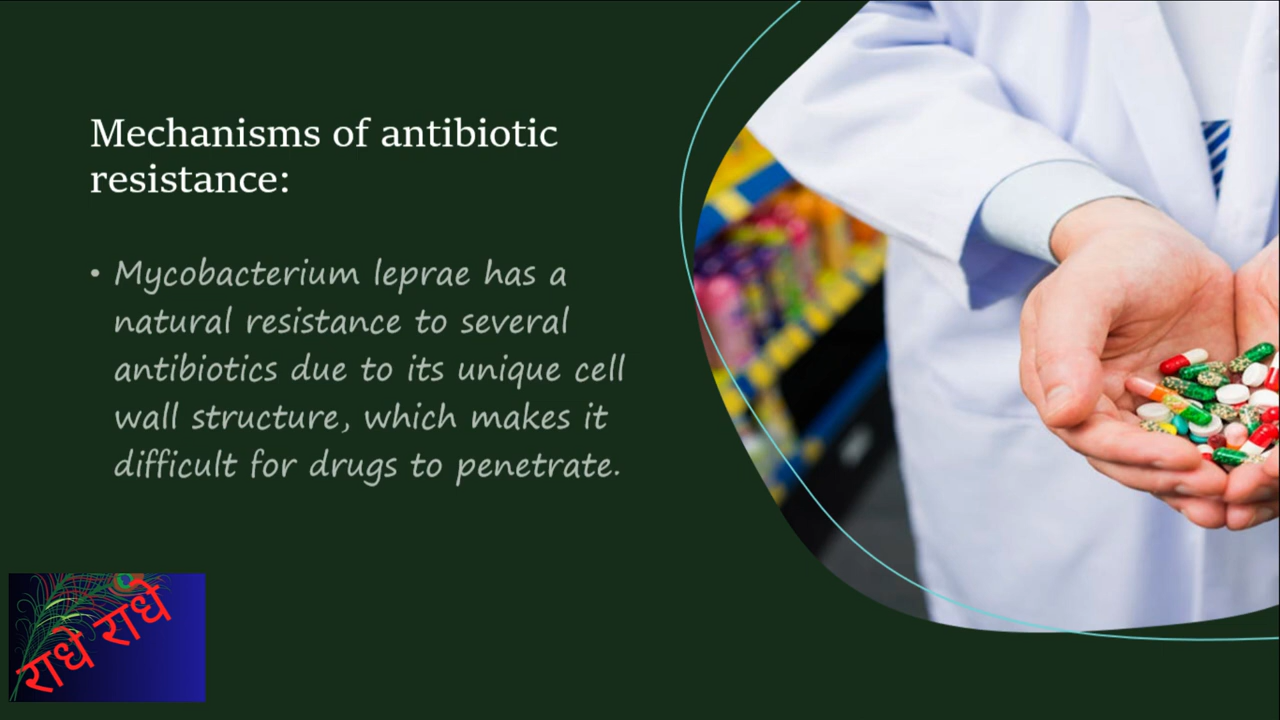 Mechanisms of antibiotic
resistance:
• Mycobacterium leprae has a
natural resistance to several
antibiotics due to its unique cell
wall structure, which makes it
difficult for drugs to penetrate.
राधे राधे